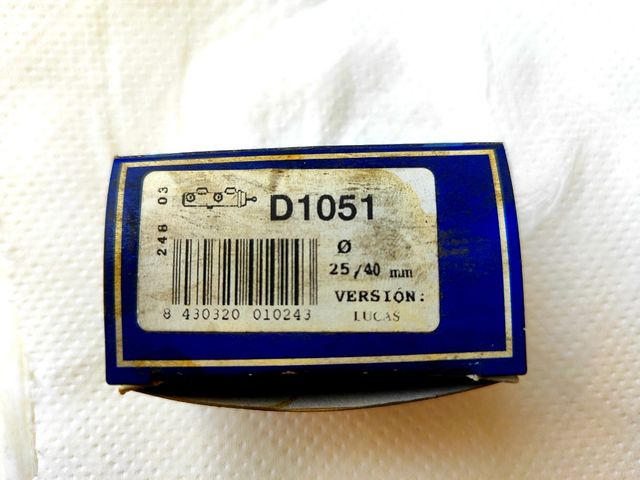 248 03
D1051
Ø
25/40 mm
VERSIÓN:
LUCAS
8 430320 010243